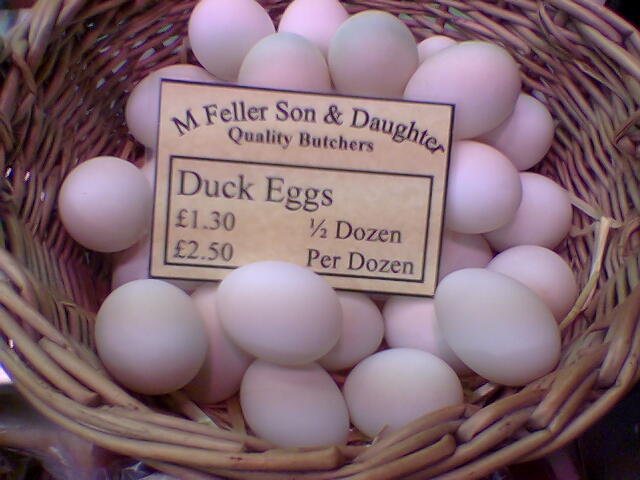 M Feller Son & Daughter
Quality Butchers
Duck Eggs
£1.30 ½ Dozen
£2.50 Per Dozen